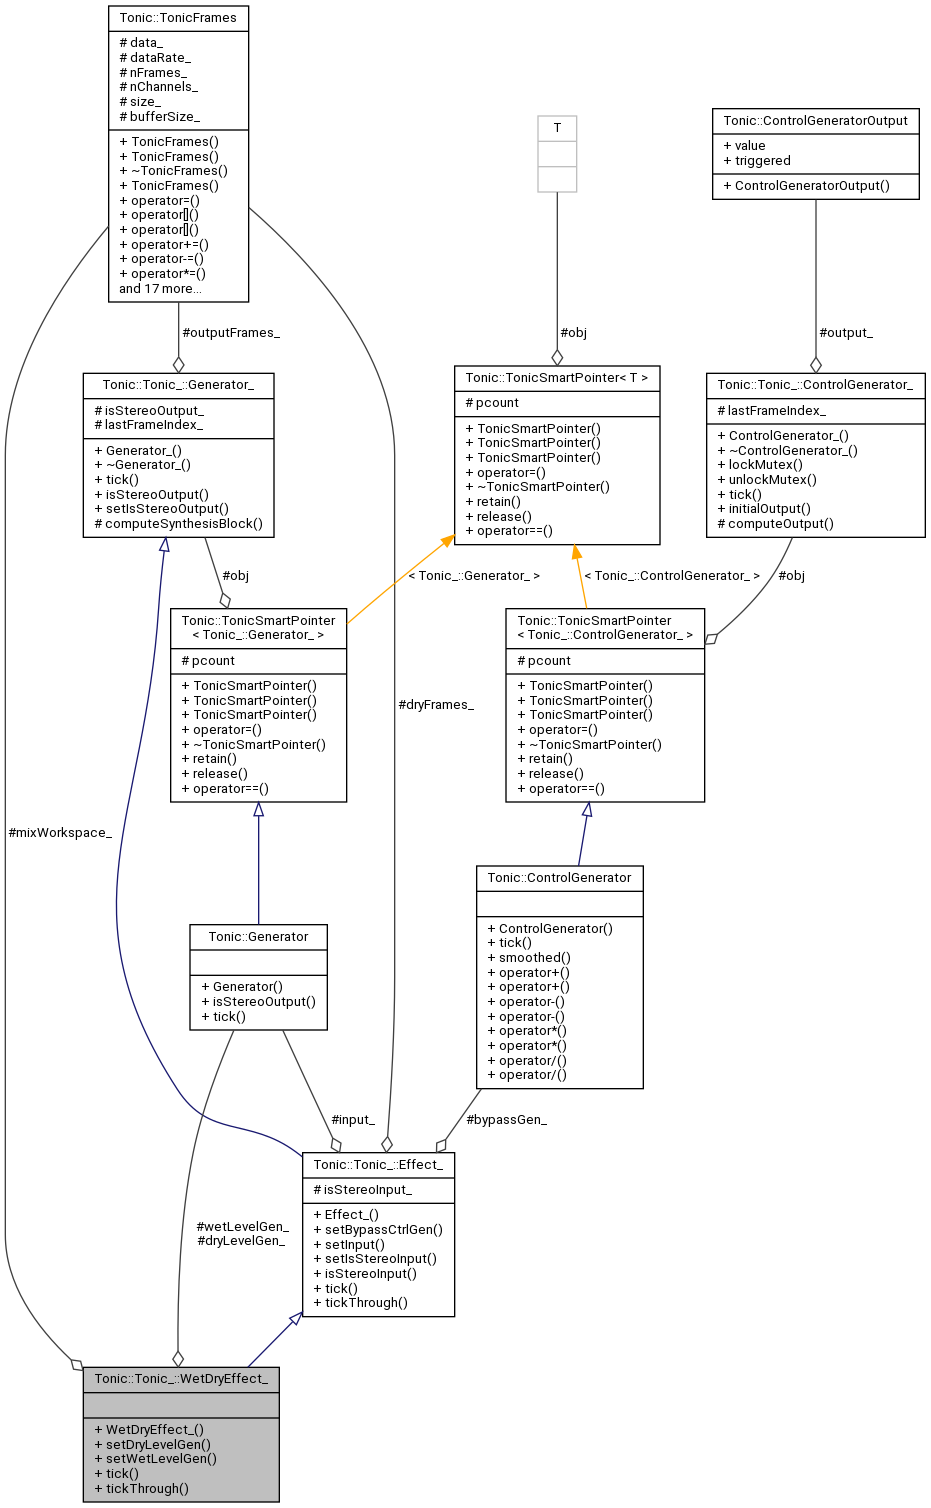 Tonic::TonicFrames
# data_
# dataRate_
# nFrames_
# nChannels_
# size_
# bufferSize_
+ TonicFrames()
+ TonicFrames()
+ ~TonicFrames()
+ TonicFrames()
+ operator=()
+ operator[]()
+ operator[]()
+ operator+=()
+ operator-=()
+ operator*=()
and 17 more...
T
Tonic::ControlGeneratorOutput
+ value
+ triggered
+ ControlGeneratorOutput()
#outputFrames_
#obj
#output_
Tonic::Tonic_::Generator_
# isStereoOutput_
# lastFrameIndex_
+ Generator_()
+ ~Generator_()
+ tick()
+ isStereoOutput()
+ setIsStereoOutput()
# computeSynthesisBlock()
Tonic::TonicSmartPointer< T >
# pcount
+ TonicSmartPointer()
+ TonicSmartPointer()
+ TonicSmartPointer()
+ operator=()
+ ~TonicSmartPointer()
+ retain()
+ release()
+ operator==()
Tonic::Tonic_::ControlGenerator_
# lastFrameIndex_
+ ControlGenerator_()
+ ~ControlGenerator_()
+ lockMutex()
+ unlockMutex()
+ tick()
+ initialOutput()
# computeOutput()
#obj
< Tonic_::Generator_ >
< Tonic_::ControlGenerator_ >
#obj
Tonic::TonicSmartPointer
< Tonic_::Generator_ >
# pcount
+ TonicSmartPointer()
+ TonicSmartPointer()
+ TonicSmartPointer()
+ operator=()
+ ~TonicSmartPointer()
+ retain()
+ release()
+ operator==()
#dryFrames_
Tonic::TonicSmartPointer
< Tonic_::ControlGenerator_ >
# pcount
+ TonicSmartPointer()
+ TonicSmartPointer()
+ TonicSmartPointer()
+ operator=()
+ ~TonicSmartPointer()
+ retain()
+ release()
+ operator==()
#mixWorkspace_
Tonic::Generator
+ Generator()
+ isStereoOutput()
+ tick()
Tonic::ControlGenerator
+ ControlGenerator()
+ tick()
+ smoothed()
+ operator+()
+ operator+()
+ operator-()
+ operator-()
+ operator*()
+ operator*()
+ operator/()
+ operator/()
#input_
#bypassGen_
#wetLevelGen_
#dryLevelGen_
Tonic::Tonic_::Effect_
# isStereoInput_
+ Effect_()
+ setBypassCtrlGen()
+ setInput()
+ setIsStereoInput()
+ isStereoInput()
+ tick()
+ tickThrough()
Tonic::Tonic_::WetDryEffect_
+ WetDryEffect_()
+ setDryLevelGen()
+ setWetLevelGen()
+ tick()
+ tickThrough()